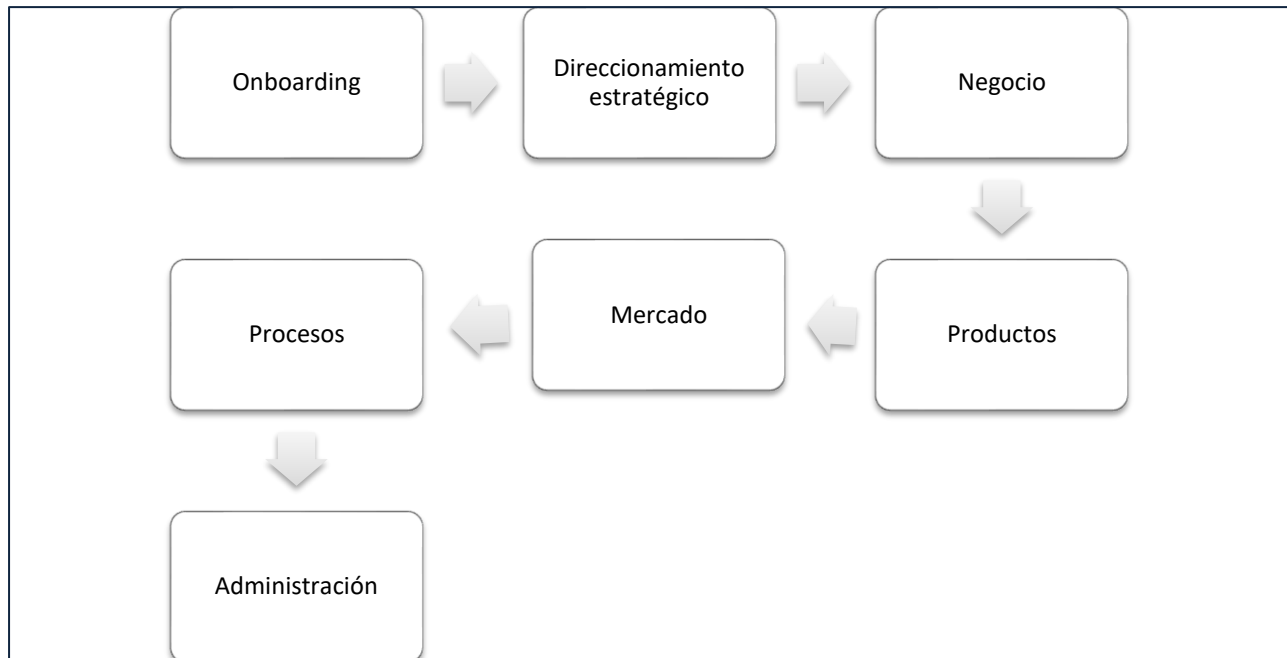 Onboarding
Direccionamiento
estratégico
Negocio
Productos
Mercado
Procesos
Administración